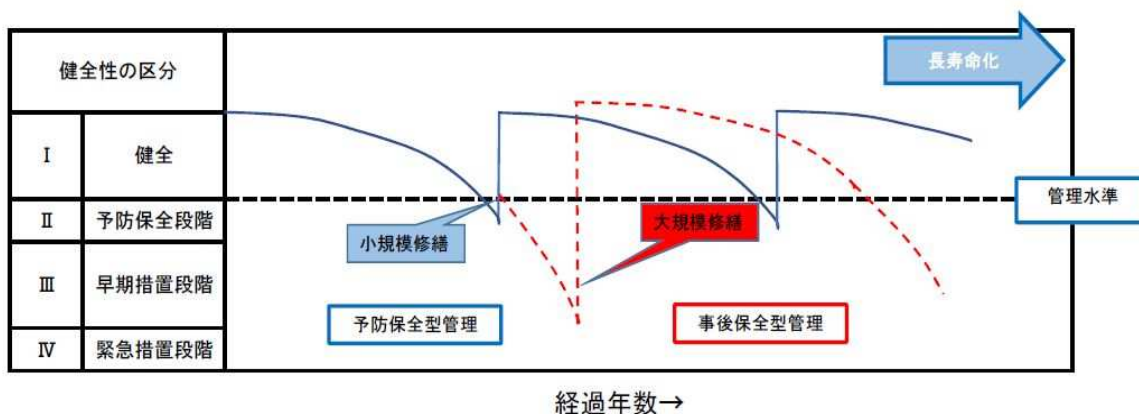 健全性の区分
長寿命化
Ⅰ 健全
管理水準
Ⅱ 予防保全段階
小規模修繕
大規模修繕
Ⅲ 早期措置段階
予防保全型管理
事後保全型管理
Ⅳ 緊急措置段階
経過年数→